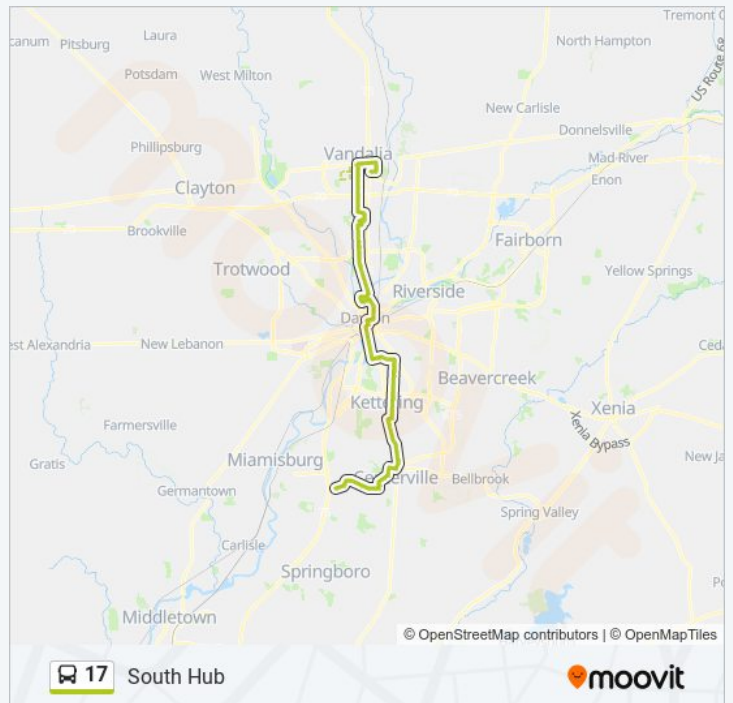 Tremont C
Laura
anum
Pitsburg
North Hampton
US Route 68
Potsdam
West Milton
New Carlisle
Donnelsville
Phillipsburg
Vandalia
Mad River
Enon
Clayton
Brookville
Fairborn
Trotwood
Yellow Springs
Riverside
Dayton
est Alexandria
New Lebanon
Ceda
Beavercreek
Kettering
Xenia
Xenia Bypass
Farmersville
Gratis
Miamisburg
Centerville
Bellbrook
New Ja
Germantown
Spring Valley
Carlisle
Springboro
Po
Middletown
© OpenStreetMap contributors | © OpenMapTiles
17 South Hub
moovit